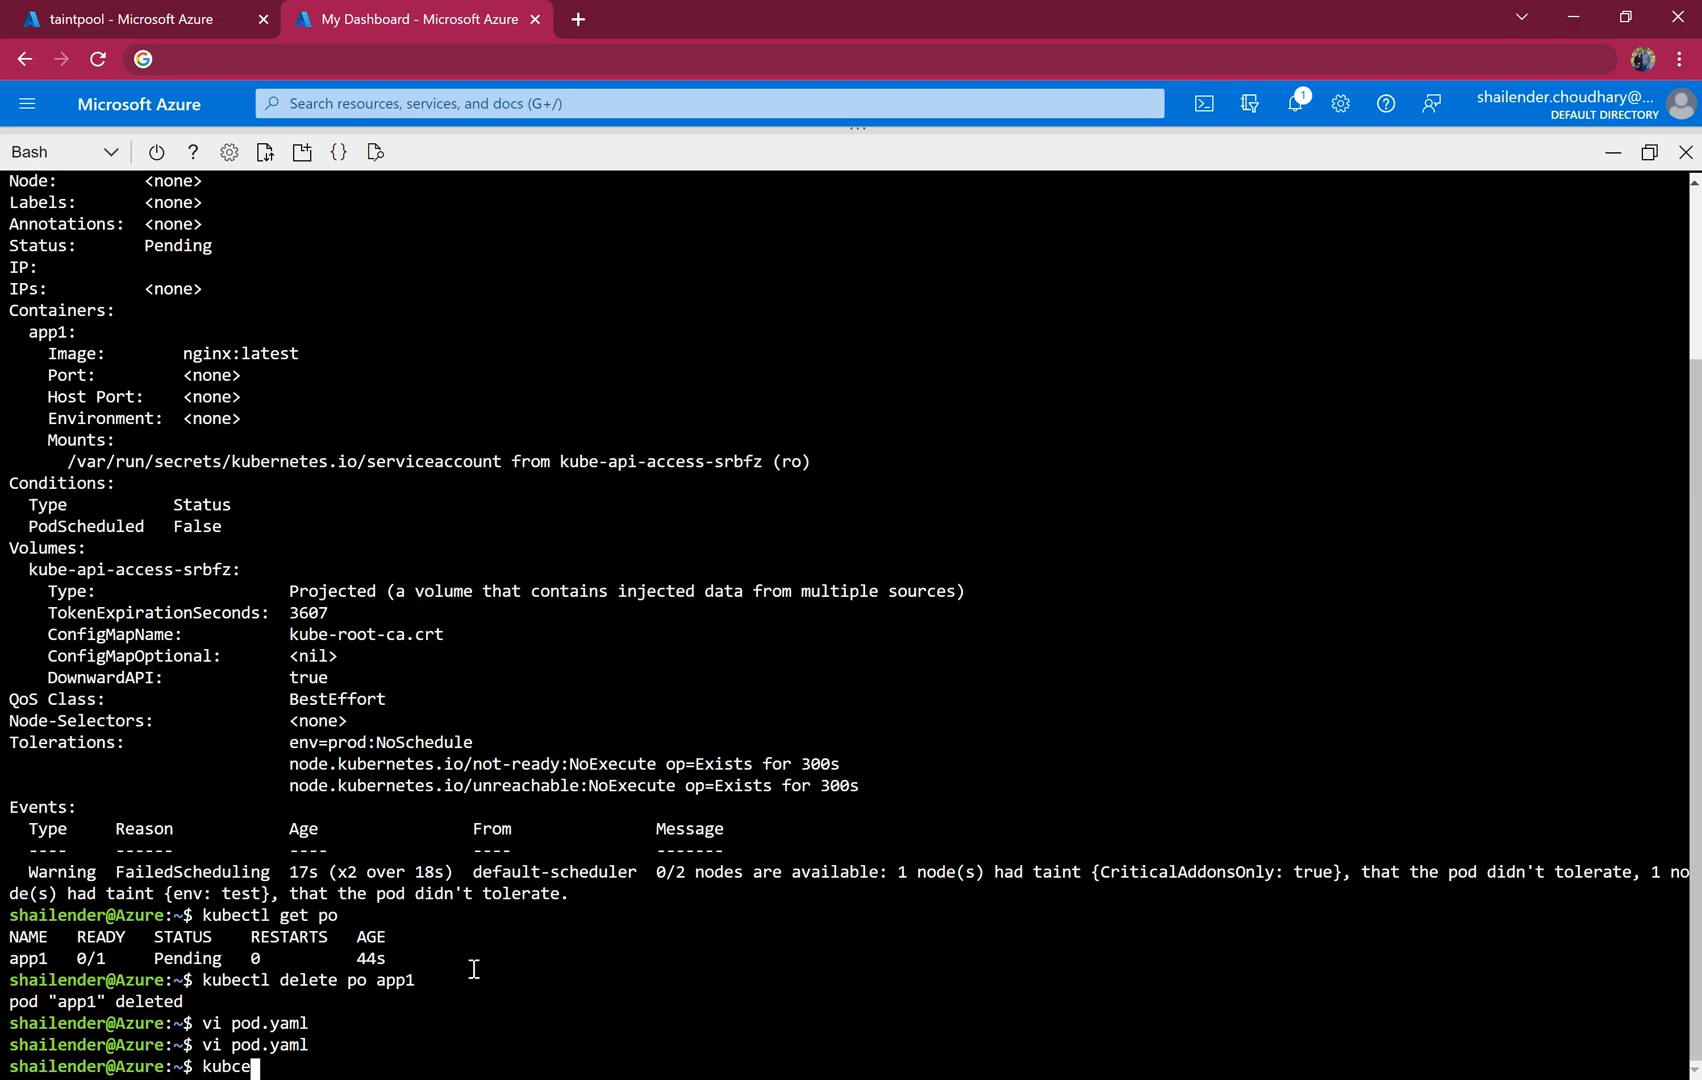 taintpool - Microsoft Azure
My Dashboard - Microsoft Azure
Microsoft Azure
Search resources, services, and docs (G+/)
1
shailender.choudhary@...
DEFAULT DIRECTORY
Bash
Node: <none>
Labels: <none>
Annotations: <none>
Status: Pending
IP:
IPs: <none>
Containers:
app1:
Image: nginx:latest
Port: <none>
Host Port: <none>
Environment: <none>
Mounts:
/var/run/secrets/kubernetes.io/serviceaccount from kube-api-access-srbfz (ro)
Conditions:
Type Status
PodScheduled False
Volumes:
kube-api-access-srbfz:
Type: Projected (a volume that contains injected data from multiple sources)
TokenExpirationSeconds: 3607
ConfigMapName: kube-root-ca.crt
ConfigMapOptional: <nil>
DownwardAPI: true
QoS Class: BestEffort
Node-Selectors: <none>
Tolerations: env=prod:NoSchedule
node.kubernetes.io/not-ready:NoExecute op=Exists for 300s
node.kubernetes.io/unreachable:NoExecute op=Exists for 300s
Events:
Type Reason Age From Message
---- ------ ---- ---- -------
Warning FailedScheduling 17s (x2 over 18s) default-scheduler 0/2 nodes are available: 1 node(s) had taint {CriticalAddonsOnly: true}, that the pod didn't tolerate, 1 no
de(s) had taint {env: test}, that the pod didn't tolerate.
shailender@Azure:~$ kubectl get po
NAME READY STATUS RESTARTS AGE
app1 0/1 Pending 0 44s
shailender@Azure:~$ kubectl delete po app1
pod "app1" deleted
shailender@Azure:~$ vi pod.yaml
shailender@Azure:~$ vi pod.yaml
shailender@Azure:~$ kubce